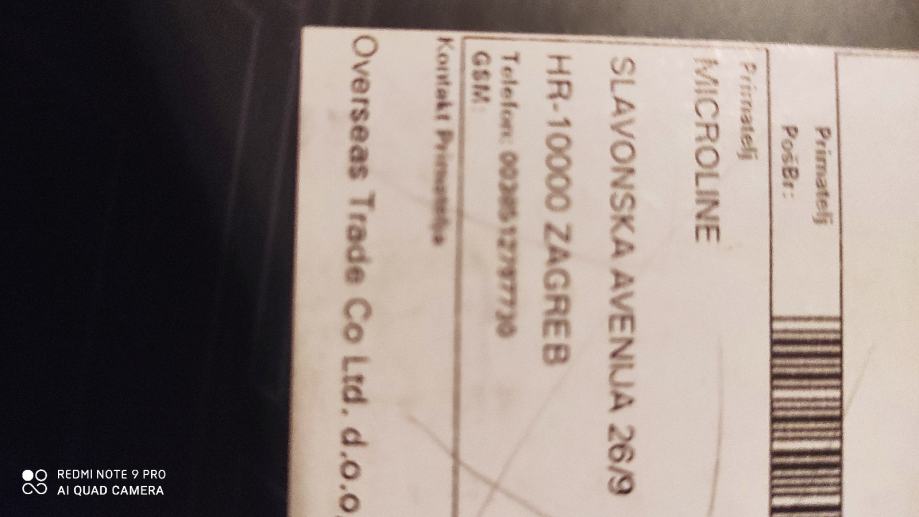 Primatelj
PošBr:
Primatelj
MICROLINE
SLAVONSKA AVENIJA 26/9
HR-10000 ZAGREB
Telefon:
GSM:
Kontakt Primatelja
Overseas Trade Co Ltd. d.o.o.
REDMI NOTE 9 PRO
AI QUAD CAMERA